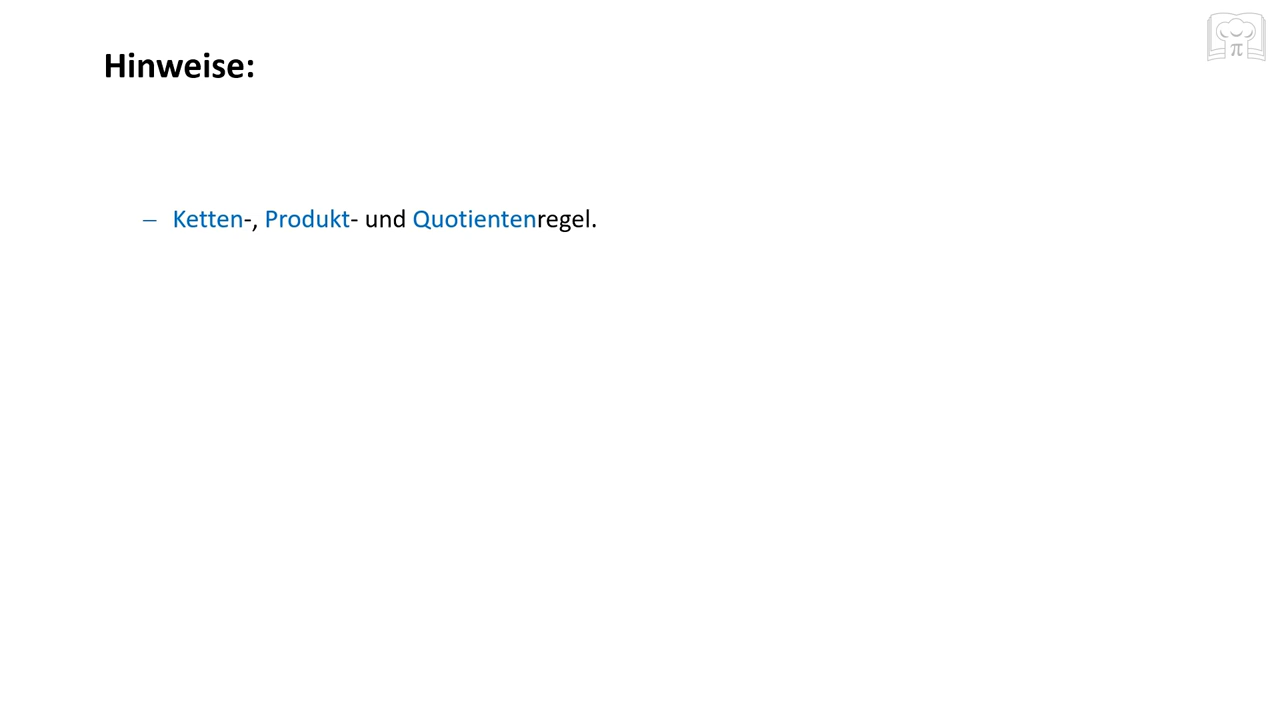 Hinweise:
– Ketten-, Produkt- und Quotientenregel.
π